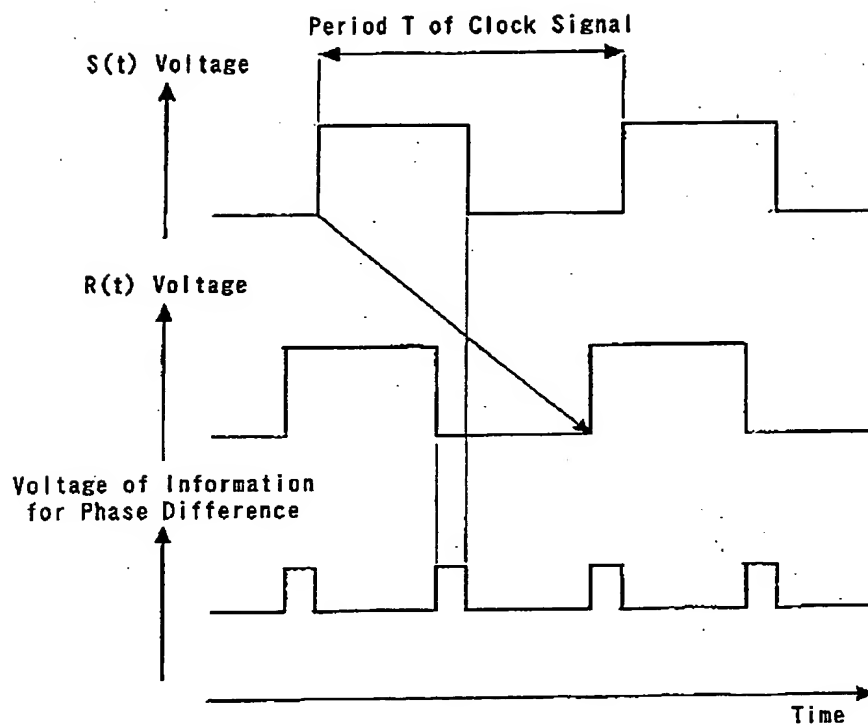 Period T of Clock Signal
S(t) Voltage
R(t) Voltage
Voltage of Information
for Phase Difference
Time